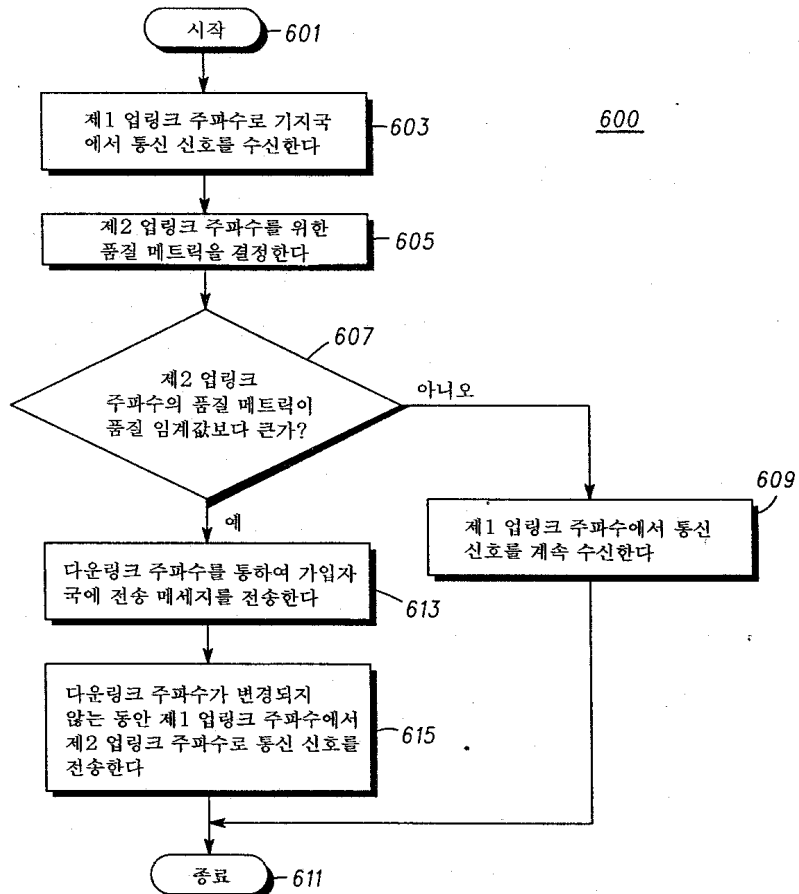 시작
601
제1 업링크 주파수로 기지국
에서 통신 신호를 수신한다
603
600
제2 업링크 주파수를 위한
품질 메트릭을 결정한다
605
607
제2 업링크
주파수의 품질 메트릭이
품질 임계값보다 큰가?
아니오
예
609
제1 업링크 주파수에서 통신
신호를 계속 수신한다
다운링크 주파수를 통하여 가입자
국에 전송 메세지를 전송한다
613
다운링크 주파수가 변경되지
않는 동안 제1 업링크 주파수에서
제2 업링크 주파수로 통신 신호를
전송한다
615
종료
611